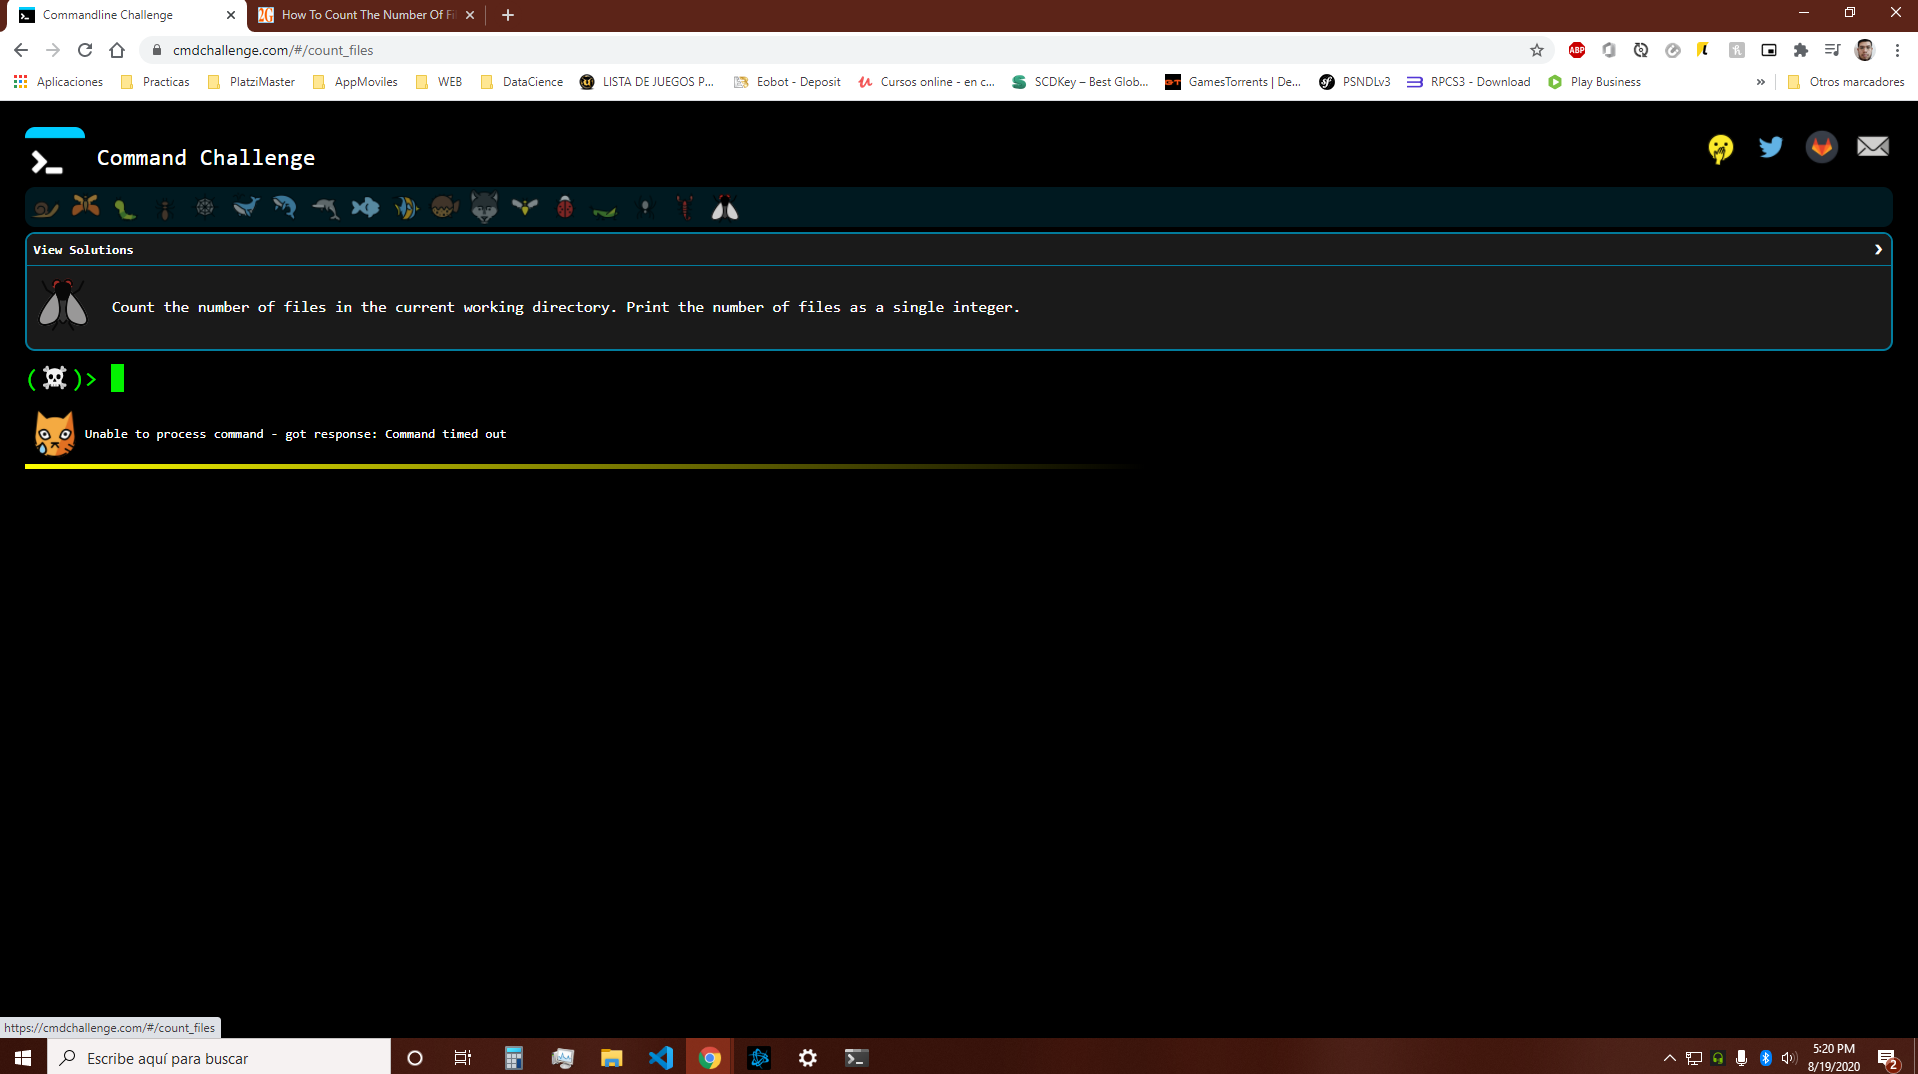 Commandline Challenge
How To Count The Number Of Fi
cmdchallenge.com/#/count_files
ABP
Aplicaciones
Practicas
PlatziMaster
AppMoviles
WEB
DataCience
LISTA DE JUEGOS P...
Eobot - Deposit
Cursos online - en c...
SCDKey – Best Glob...
GamesTorrents | De...
PSNDLv3
RPCS3 - Download
Play Business
»
Otros marcadores
Command Challenge
View Solutions
Count the number of files in the current working directory. Print the number of files as a single integer.
(☠)>
Unable to process command - got response: Command timed out
https://cmdchallenge.com/#/count_files
Escribe aquí para buscar
5:20 PM
8/19/2020
2